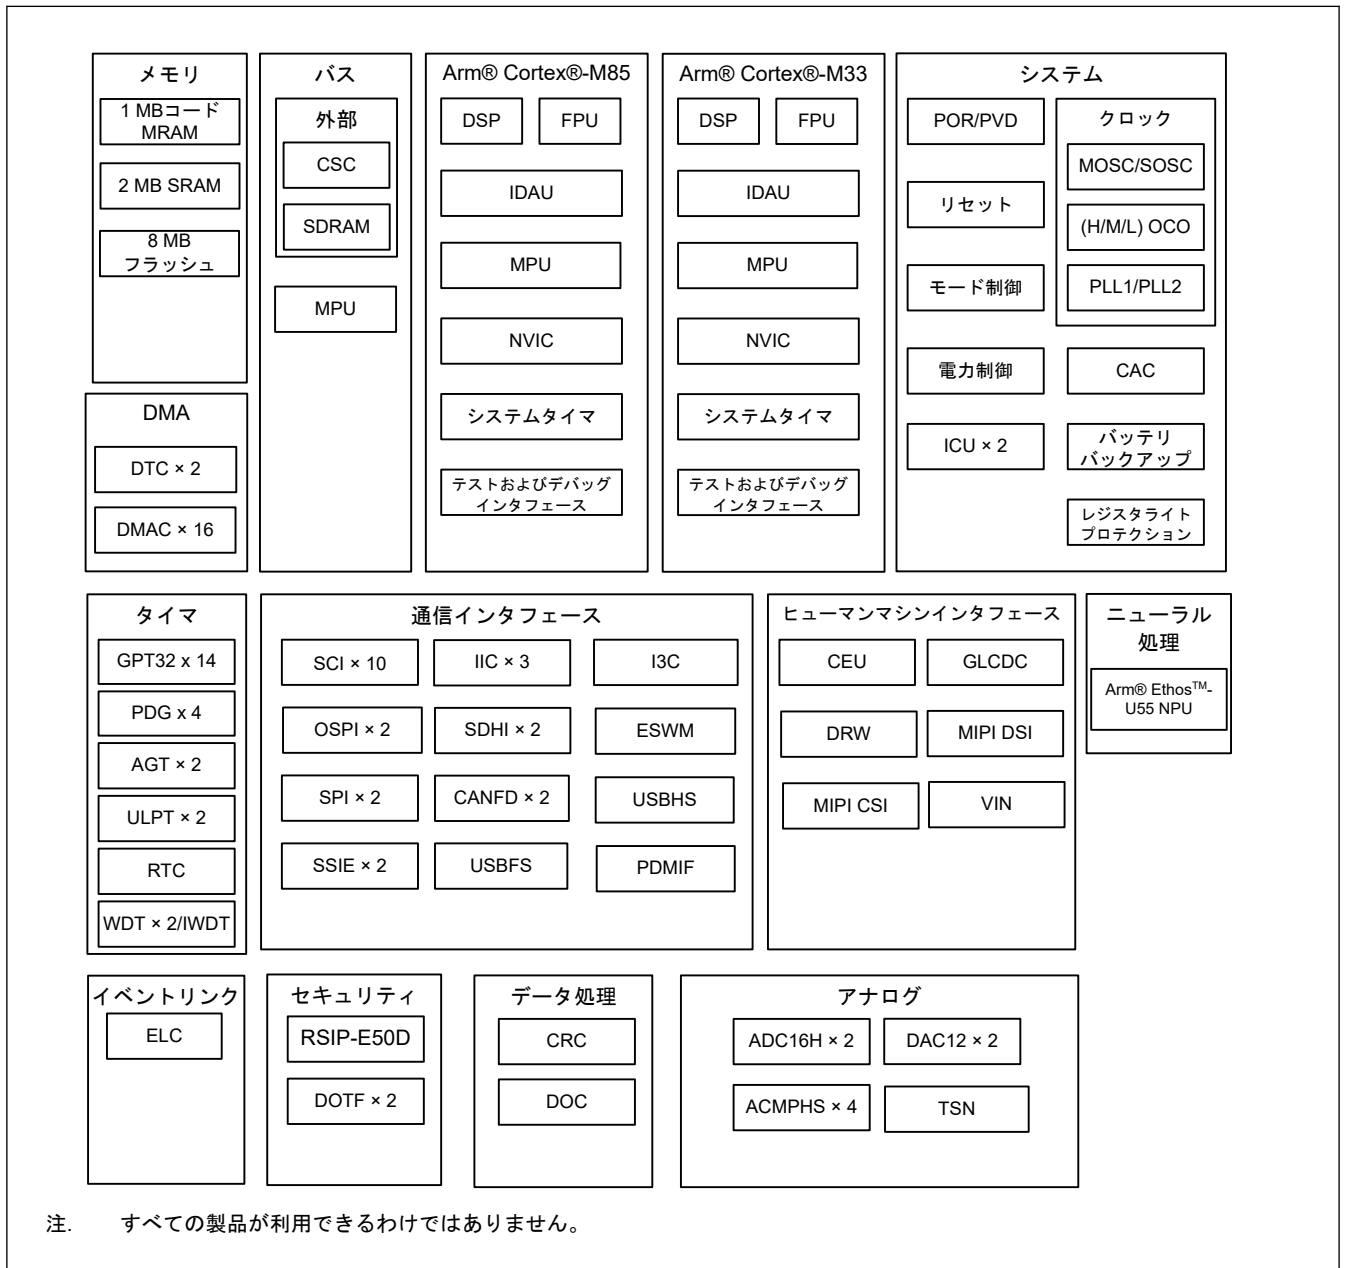 メモリ
1 MBコード
MRAM
2 MB SRAM
8 MB
フラッシュ
バス
外部
CSC
SDRAM
MPU
Arm® Cortex®-M85
DSP
FPU
IDAU
MPU
NVIC
システムタイマ
テストおよびデバッグ
インタフェース
Arm® Cortex®-M33
DSP
FPU
IDAU
MPU
NVIC
システムタイマ
テストおよびデバッグ
インタフェース
システム
POR/PVD
リセット
モード制御
電力制御
ICU × 2
クロック
MOSC/SOSC
(H/M/L) OCO
PLL1/PLL2
CAC
バッテリ
バックアップ
レジスタライト
プロテクション
DMA
DTC × 2
DMAC × 16
タイマ
GPT32 x 14
PDG x 4
AGT × 2
ULPT × 2
RTC
WDT × 2/IWDT
通信インタフェース
SCI × 10
IIC × 3
I3C
OSPI × 2
SDHI × 2
ESWM
SPI × 2
CANFD × 2
USBHS
SSIE × 2
USBFS
PDMIF
ヒューマンマシンインタフェース
CEU
GLCDC
DRW
MIPI DSI
MIPI CSI
VIN
ニューラル
処理
Arm® Ethos™-
U55 NPU
イベントリンク
ELC
セキュリティ
RSIP-E50D
DOTF × 2
データ処理
CRC
DOC
アナログ
ADC16H × 2
DAC12 × 2
ACMPHS × 4
TSN
注. すべての製品が利用できるわけではありません。